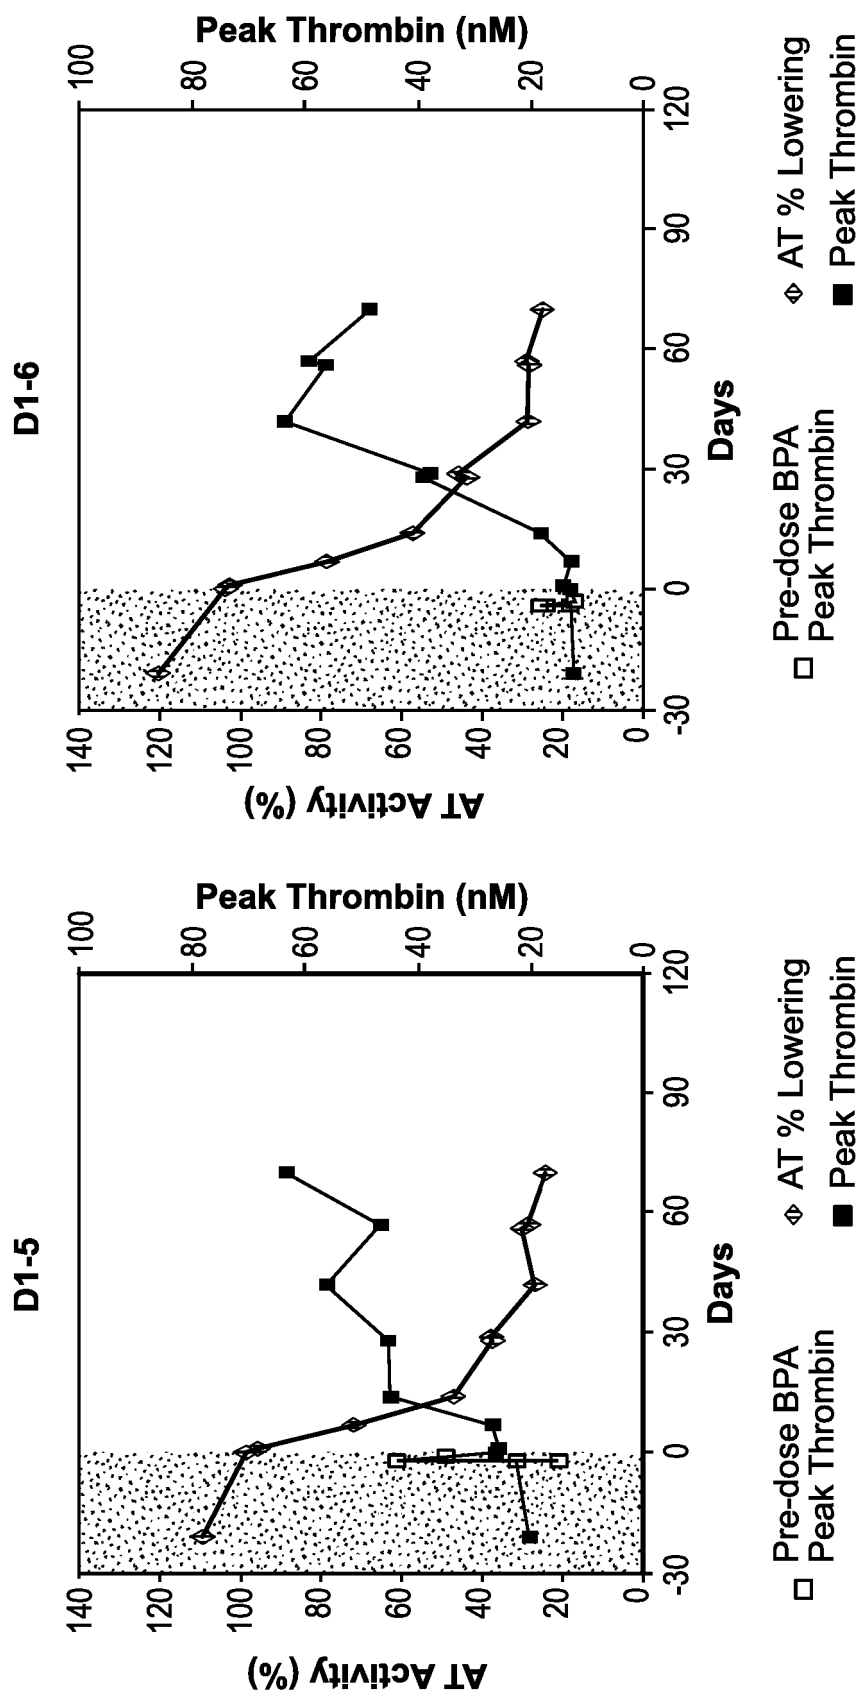 D1-5
AT Activity (%)
140
120
100
80
60
40
20
0
Peak Thrombin (nM)
100
80
60
40
20
0
-30
0
30
60
90
120
Days
Pre-dose BPA
Peak Thrombin
AT % Lowering
Peak Thrombin
D1-6
AT Activity (%)
140
120
100
80
60
40
20
0
Peak Thrombin (nM)
100
80
60
40
20
0
-30
0
30
60
90
120
Days
Pre-dose BPA
Peak Thrombin
AT % Lowering
Peak Thrombin